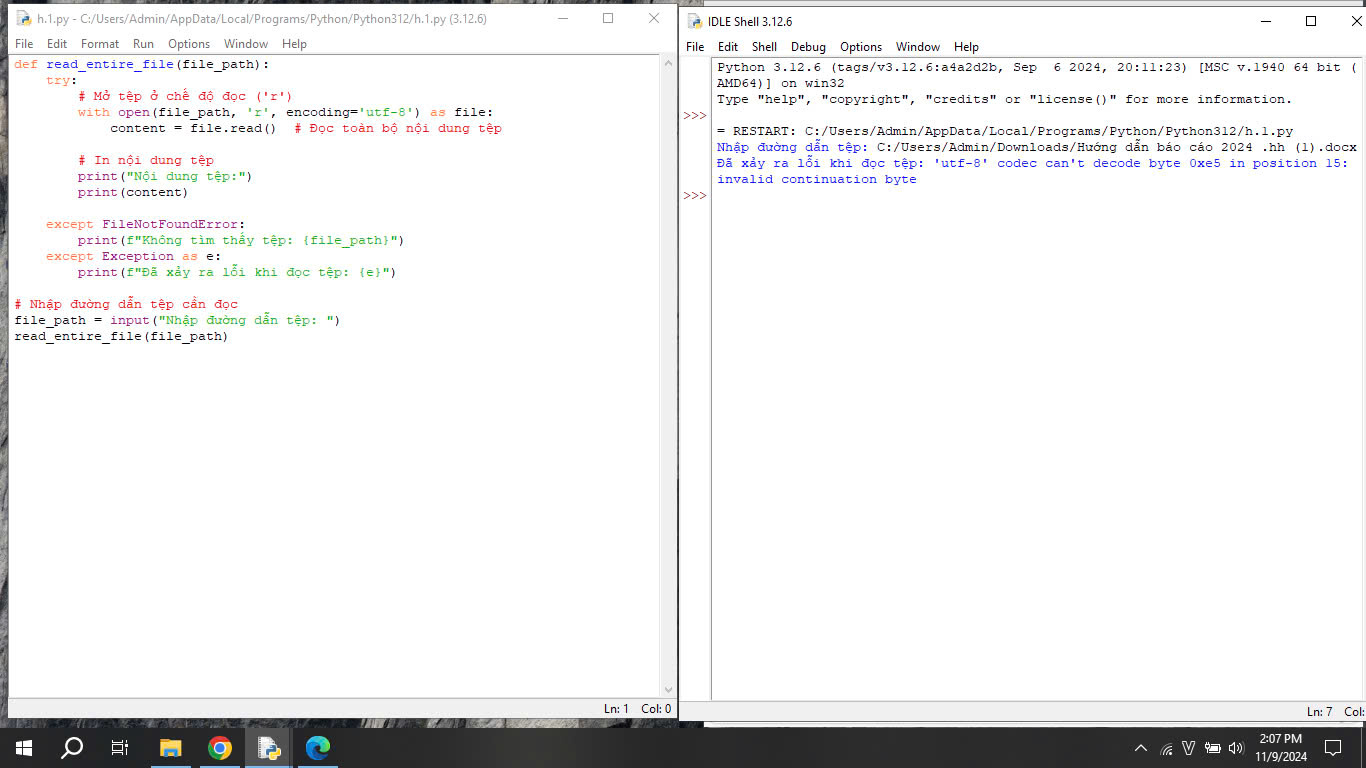 h.1.py - C:/Users/Admin/AppData/Local/Programs/Python/Python312/h.1.py (3.12.6)
File Edit Format Run Options Window Help
def read_entire_file(file_path):
    try:
        # Mở tệp ở chế độ đọc ('r')
        with open(file_path, 'r', encoding='utf-8') as file:
            content = file.read()  # Đọc toàn bộ nội dung tệp

        # In nội dung tệp
        print("Nội dung tệp:")
        print(content)

    except FileNotFoundError:
        print(f"Không tìm thấy tệp: {file_path}")
    except Exception as e:
        print(f"Đã xảy ra lỗi khi đọc tệp: {e}")

# Nhập đường dẫn tệp cần đọc
file_path = input("Nhập đường dẫn tệp: ")
read_entire_file(file_path)
Ln: 1 Col: 0
IDLE Shell 3.12.6
File Edit Shell Debug Options Window Help
Python 3.12.6 (tags/v3.12.6:a4a2d2b, Sep  6 2024, 20:11:23) [MSC v.1940 64 bit (
AMD64)] on win32
Type "help", "copyright", "credits" or "license()" for more information.
>>>
= RESTART: C:/Users/Admin/AppData/Local/Programs/Python/Python312/h.1.py
Nhập đường dẫn tệp: C:/Users/Admin/Downloads/Hướng dẫn báo cáo 2024 .hh (1).docx
Đã xảy ra lỗi khi đọc tệp: 'utf-8' codec can't decode byte 0xe5 in position 15:
invalid continuation byte
>>>
Ln: 7 Col:
2:07 PM
11/9/2024